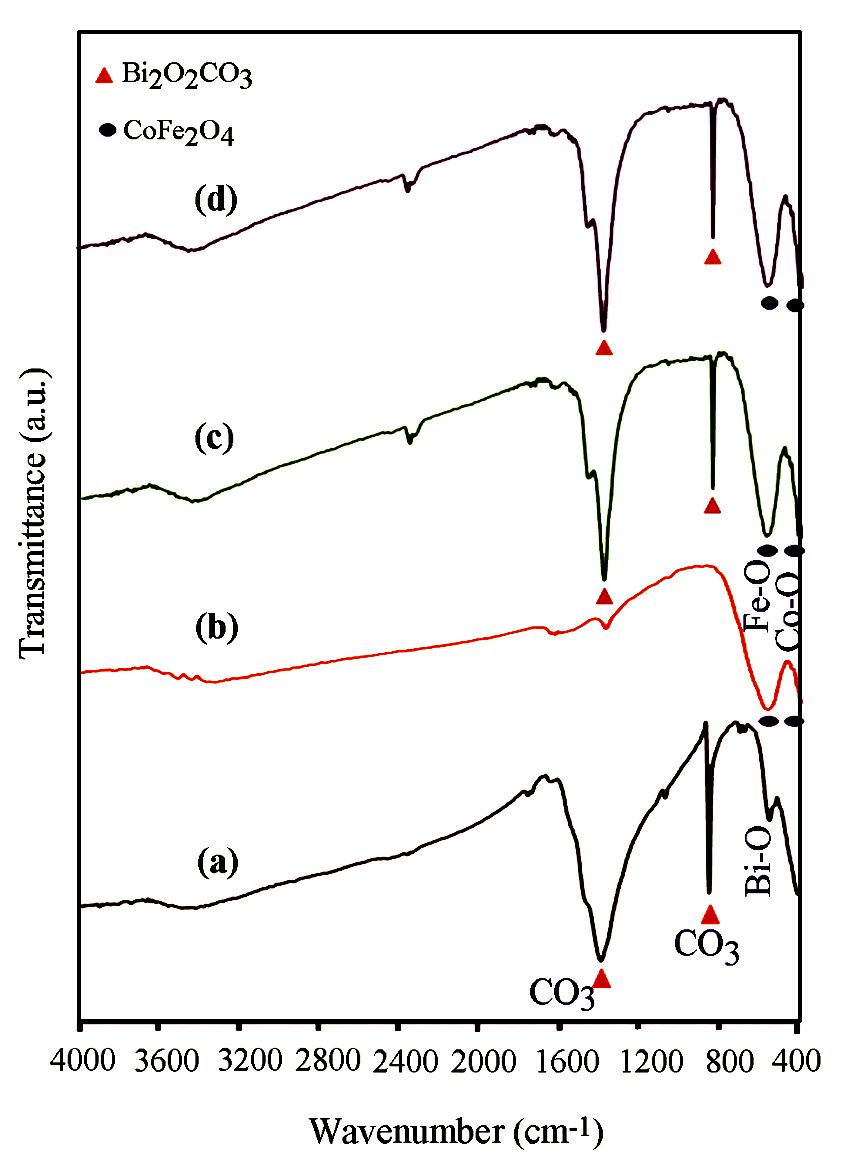 Bi2O2CO3
CoFe2O4
(d)
(c)
(b)
(a)
Fe-O
Co-O
Bi-O
CO3
CO3
Transmittance (a.u.)
4000 3600 3200 2800 2400 2000 1600 1200 800 400
Wavenumber (cm-1)